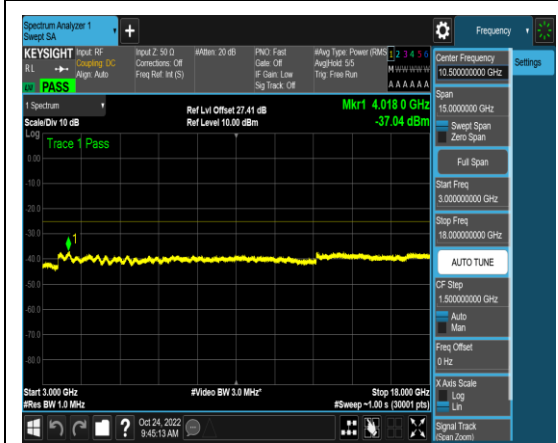 Spectrum Analyzer 1
Swept SA
+
Frequency
KEYSIGHT
RL
PASS
Input: RF
Coupling: DC
Align: Auto
Input Z: 50 Ω
Corrections: Off
Freq Ref: Int (S)
#Atten: 20 dB
PNO: Fast
Gate: Off
IF Gain: Low
Sig Track: Off
#Avg Type: Power (RMS
Avg|Hold: 5/5
Trig: Free Run
1 2 3 4 5 6
M W W W W W
A A A A A A
1 Spectrum
Scale/Div 10 dB
Log
Ref Lvl Offset 27.41 dB
Ref Level 10.00 dBm
Mkr1 4.018 0 GHz
-37.04 dBm
Trace 1 Pass
0.00
-10.0
-20.0
-30.0
-40.0
-50.0
-60.0
-70.0
-80.0
1
Start 3.000 GHz
#Res BW 1.0 MHz
#Video BW 3.0 MHz*
Stop 18.000 GHz
#Sweep ~1.00 s (30001 pts)
Oct 24, 2022
9:45:13 AM
?
Center Frequency
10.500000000 GHz
Settings
Span
15.0000000 GHz
Swept Span
Zero Span
Full Span
Start Freq
3.000000000 GHz
Stop Freq
18.000000000 GHz
AUTO TUNE
CF Step
1.500000000 GHz
Auto
Man
Freq Offset
0 Hz
X Axis Scale
Log
Lin
Signal Track
(Span Zoom)